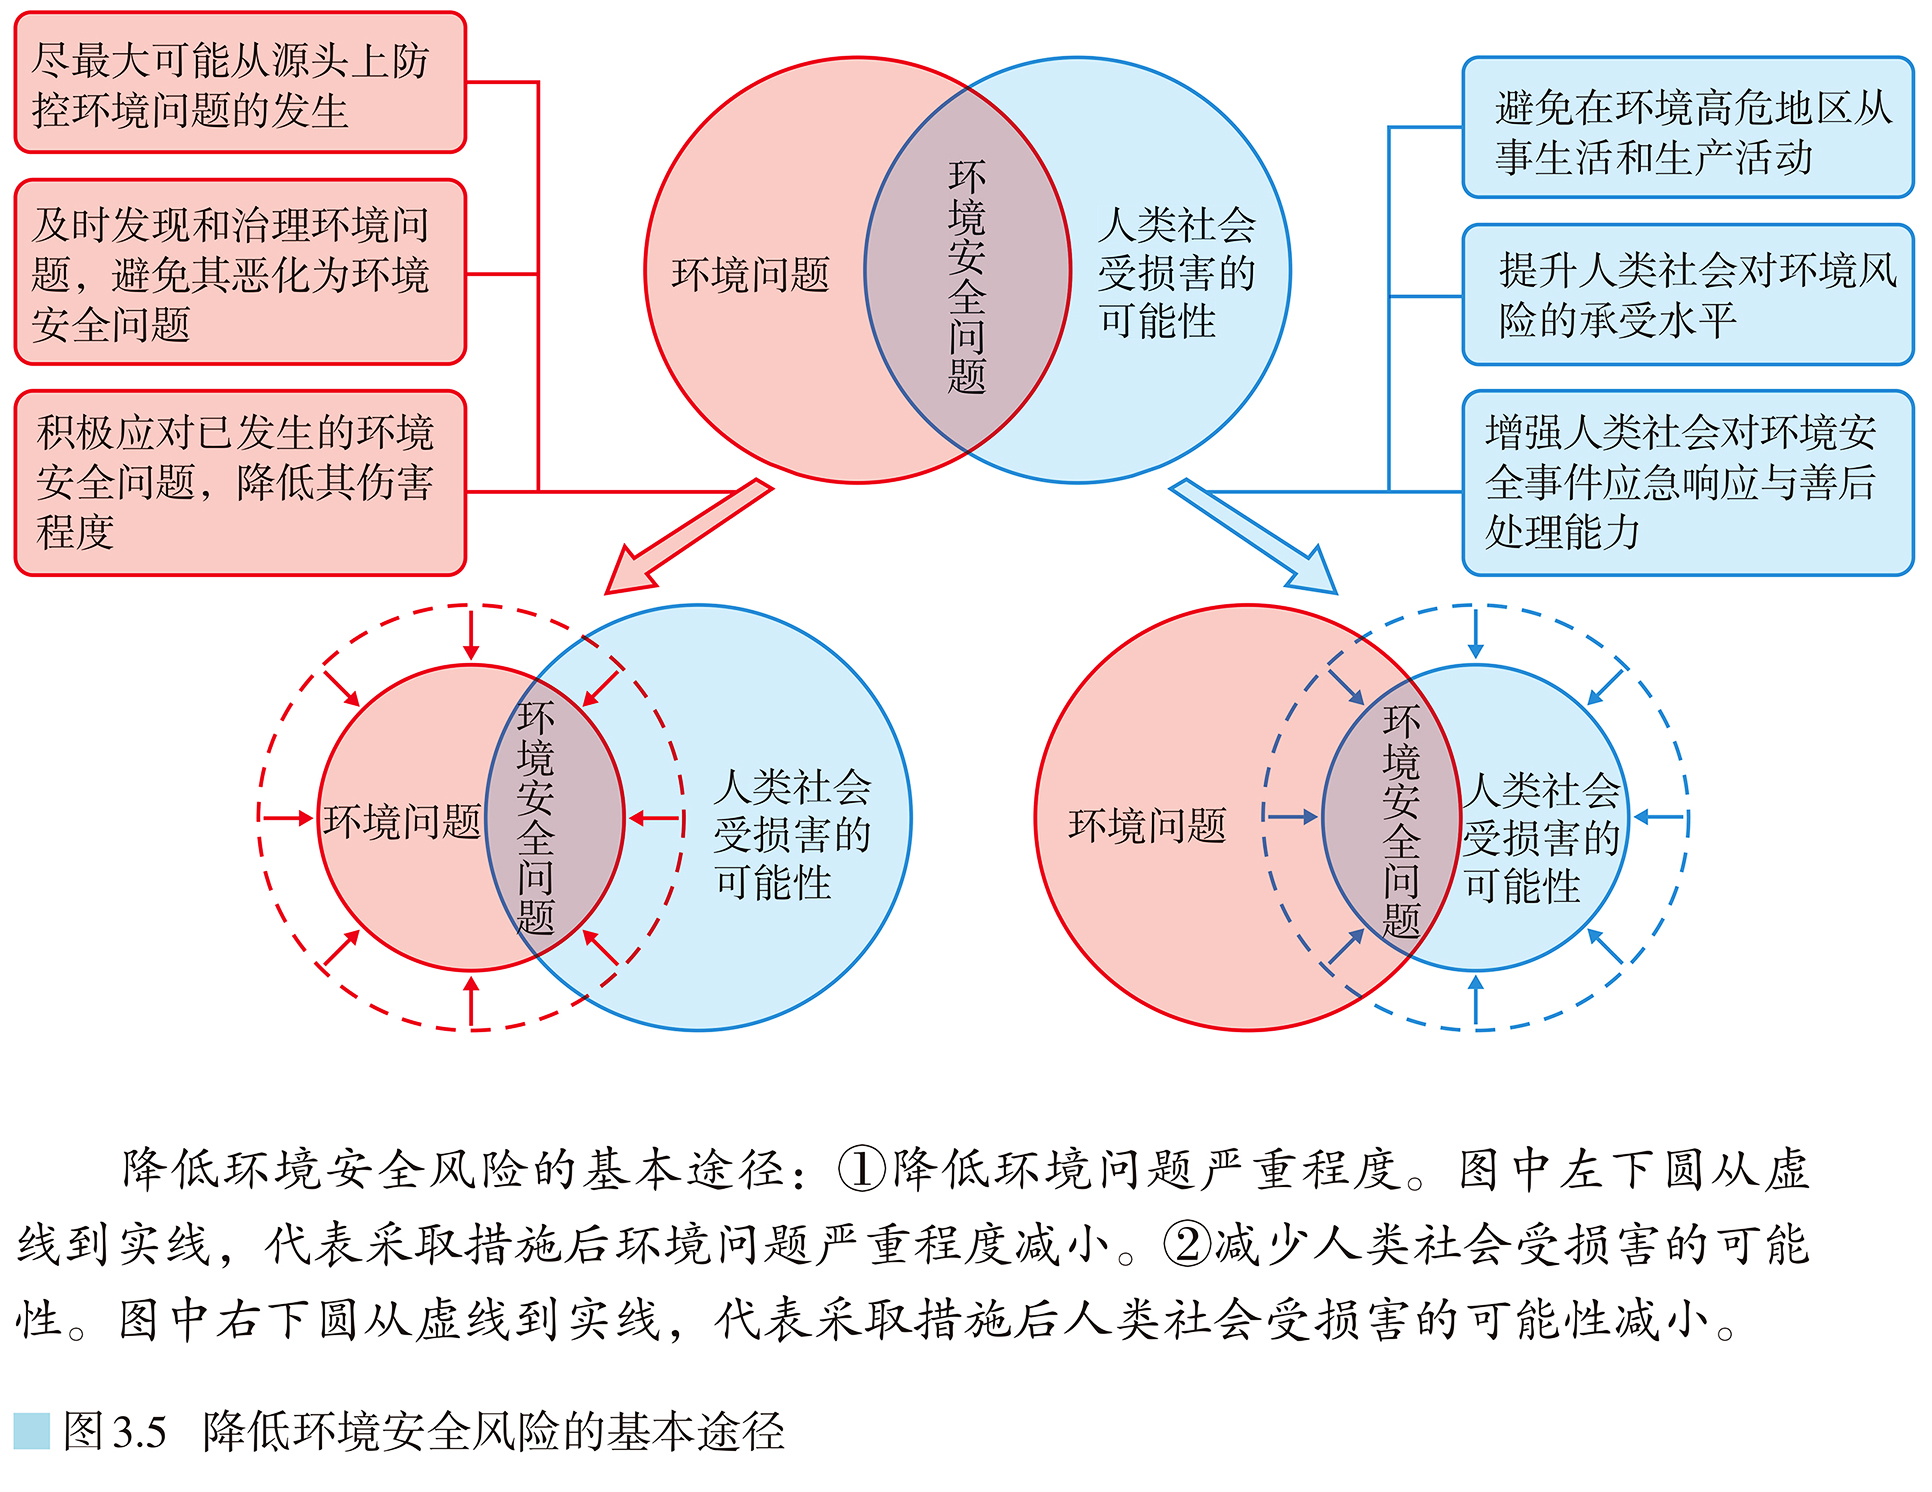 尽最大可能从源头上防
控环境问题的发生
及时发现和治理环境问
题，避免其恶化为环境
安全问题
积极应对已发生的环境
安全问题，降低其伤害
程度
环境问题
环境安全问题
人类社会
受损害的
可能性
避免在环境高危地区从
事生活和生产活动
提升人类社会对环境风
险的承受水平
增强人类社会对环境安
全事件应急响应与善后
处理能力
环境问题
环境安全问题
人类社会
受损害的
可能性
环境问题
环境安全问题
人类社会
受损害的
可能性
降低环境安全风险的基本途径：①降低环境问题严重程度。图中左下圆从虚
线到实线，代表采取措施后环境问题严重程度减小。②减少人类社会受损害的可能
性。图中右下圆从虚线到实线，代表采取措施后人类社会受损害的可能性减小。
图3.5 降低环境安全风险的基本途径